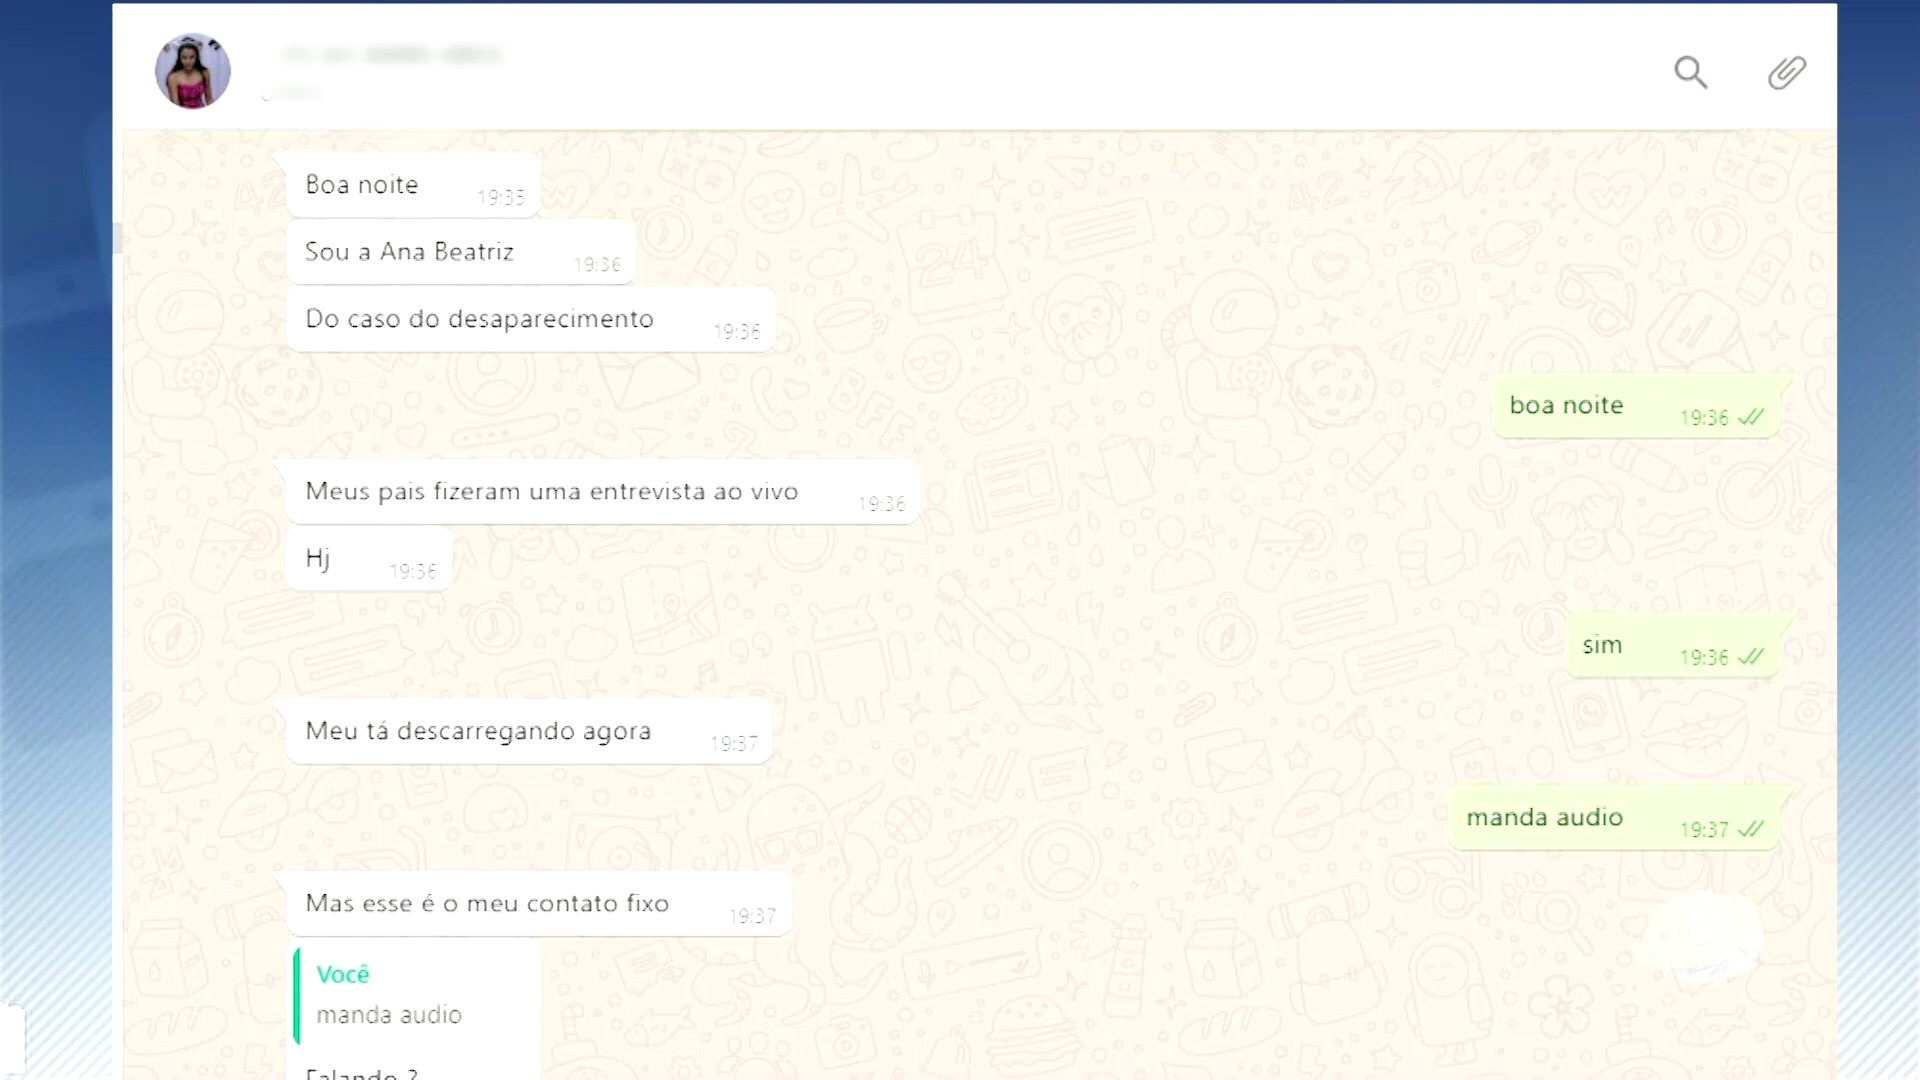 Boa noite 19:35
Sou a Ana Beatriz 19:36
Do caso do desaparecimento 19:36
boa noite 19:36
Meus pais fizeram uma entrevista ao vivo 19:36
Hj 19:36
sim 19:36
Meu tá descarregando agora 19:37
manda audio 19:37
Mas esse é o meu contato fixo 19:37
Você
manda audio
Falando ?